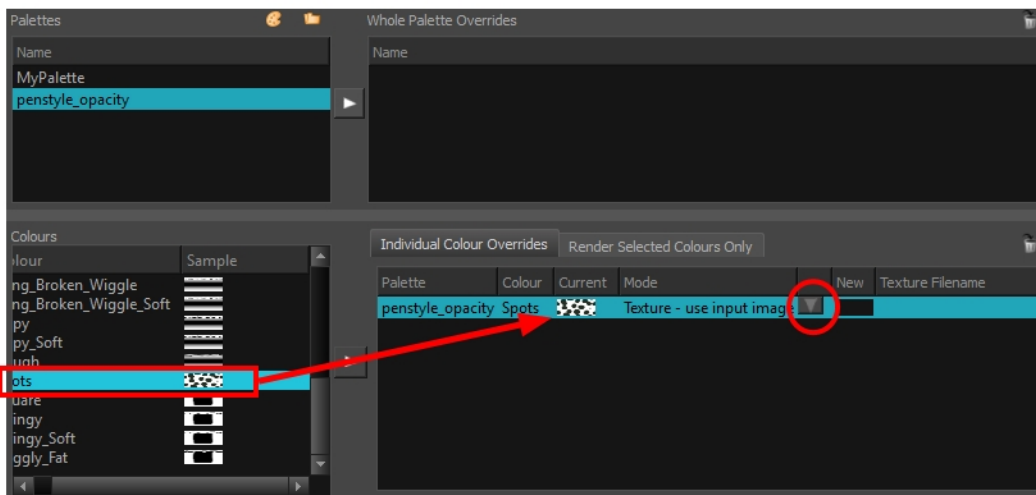 Palettes
Whole Palette Overrides
Name
Name
MyPalette
penstyle_opacity
Colours
Individual Colour Overrides
Render Selected Colours Only
olour Sample
Palette Colour Current Mode New Texture Filename
ng_Broken_Wiggle
ng_Broken_Wiggle_Soft
py
py_Soft
ugh
ots
uare
ingy
ingy_Soft
ggly_Fat
penstyle_opacity Spots Texture - use input image